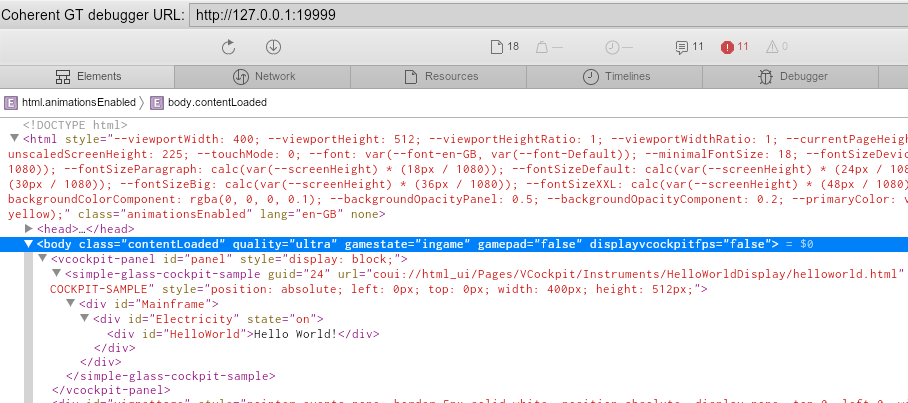 Coherent GT debugger URL: http://127.0.0.1:19999
18 — — 11 11 0
Elements Network Resources Timelines Debugger
E html.animationsEnabled E body.contentLoaded
<!DOCTYPE html>
<html style="--viewportWidth: 400; --viewportHeight: 512; --viewportHeightRatio: 1; --viewportWidthRatio: 1; --currentPageHeigh
unscaledScreenHeight: 225; --touchMode: 0; --font: var(--font-en-GB, var(--font-Default)); --minimalFontSize: 18; --fontSizeDevic
1080)); --fontSizeParagraph: calc(var(--screenHeight) * (18px / 1080)); --fontSizeDefault: calc(var(--screenHeight) * (24px / 108
(30px / 1080)); --fontSizeBig: calc(var(--screenHeight) * (36px / 1080)); --fontSizeXXL: calc(var(--screenHeight) * (48px / 1080)
backgroundColorComponent: rgba(0, 0, 0, 0.1); --backgroundOpacityPanel: 0.5; --backgroundOpacityComponent: 0.2; --primaryColor: v
yellow);" class="animationsEnabled" lang="en-GB" none>
<head>…</head>
<body class="contentLoaded" quality="ultra" gamestate="ingame" gamepad="false" displayvcockpitfps="false"> = $0
<vcockpit-panel id="panel" style="display: block;">
<simple-glass-cockpit-sample guid="24" url="coui://html_ui/Pages/VCockpit/Instruments/HelloWorldDisplay/helloworld.html"
COCKPIT-SAMPLE" style="position: absolute; left: 0px; top: 0px; width: 400px; height: 512px;">
<div id="Mainframe">
<div id="Electricity" state="on">
<div id="HelloWorld">Hello World!</div>
</div>
</div>
</simple-glass-cockpit-sample>
</vcockpit-panel>